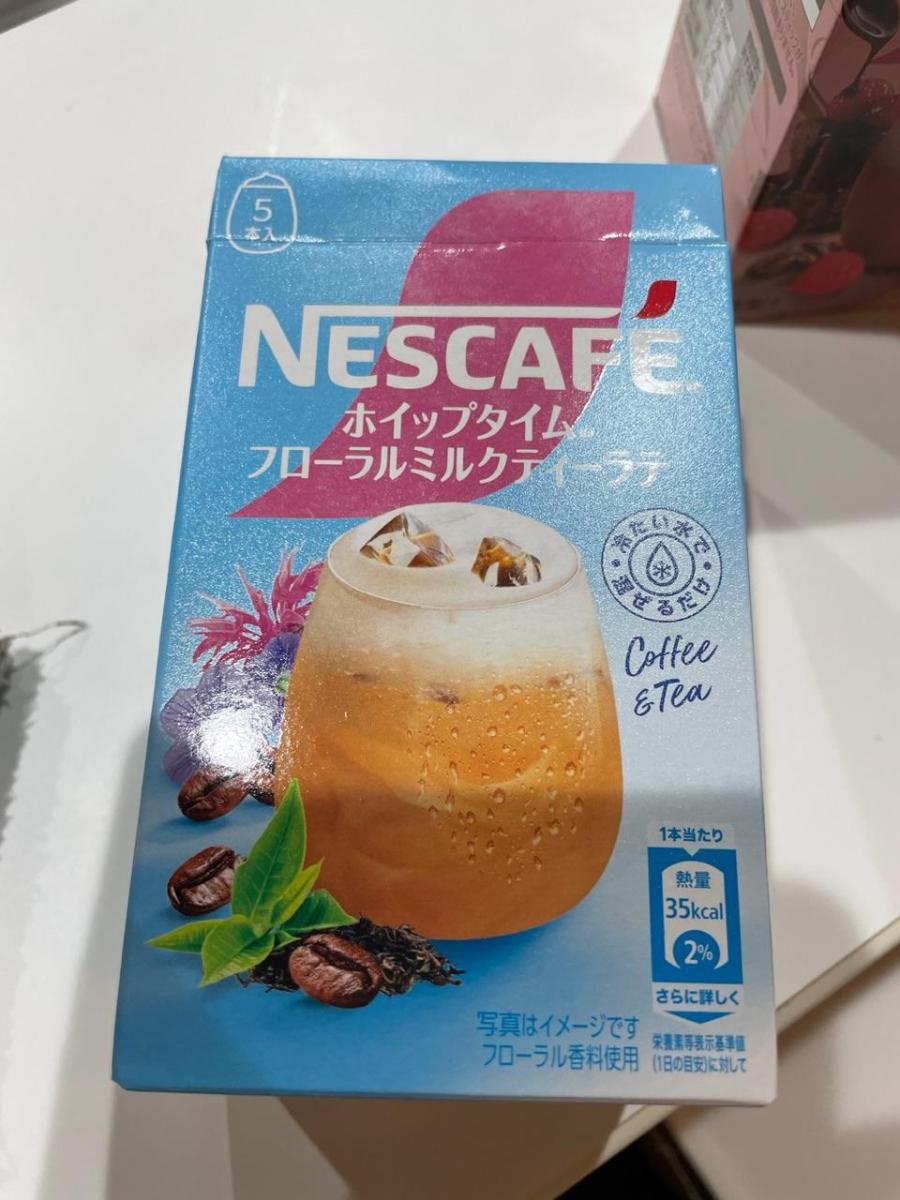 5
本入
NESCAFÉ
ホイップタイム®
フローラルミルクティーラテ
冷たい水で
混ぜるだけ
Coffee
&Tea
1本当たり
熱量
35kcal
2%
さらに詳しく
写真はイメージです
フローラル香料使用
栄養素等表示基準値
(1日の目安)に対して